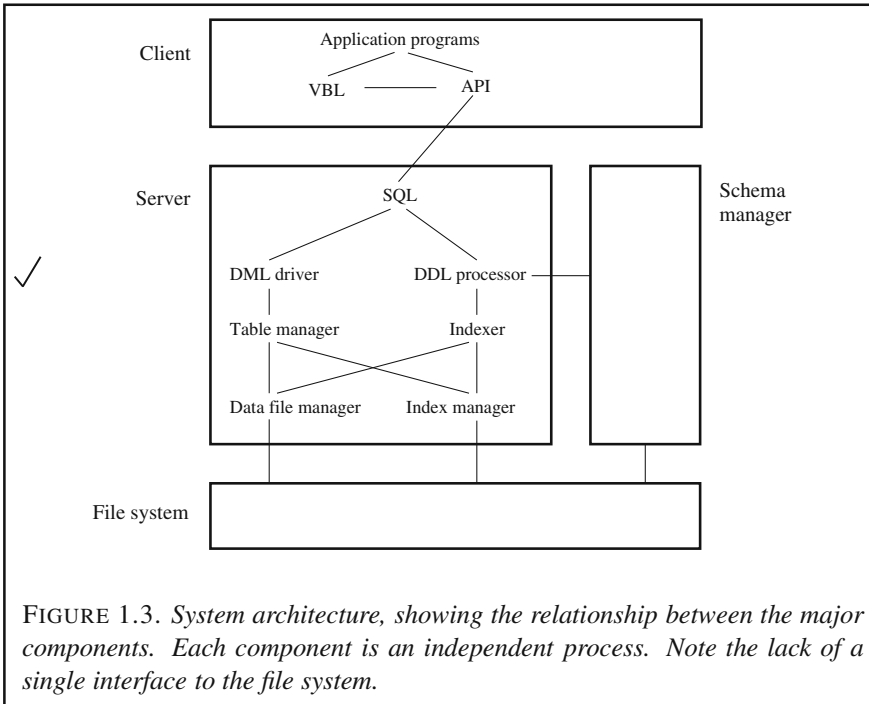 Application programs
Client
VBL
API
Server
SQL
Schema
manager
DML driver
DDL processor
Table manager
Indexer
Data file manager
Index manager
File system
FIGURE 1.3. System architecture, showing the relationship between the major
components. Each component is an independent process. Note the lack of a
single interface to the file system.